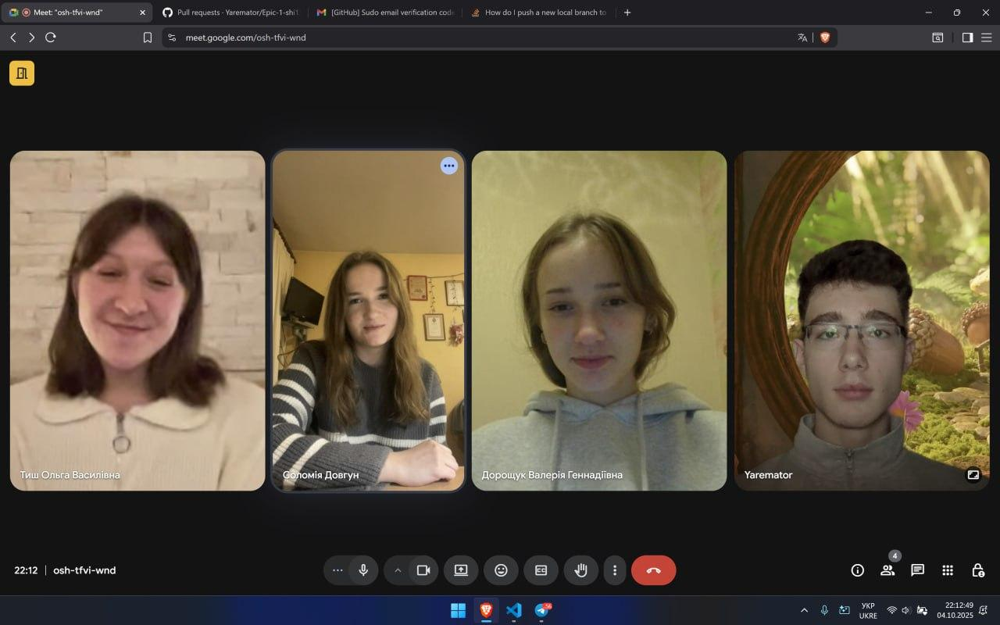 Meet: "osh-tfvi-wnd"
Pull requests · Yaremator/Epic-1-shi
[GitHub] Sudo email verification code
How do I push a new local branch to
meet.google.com/osh-tfvi-wnd
Тиш Ольга Василівна
Соломія Довгун
Дорощук Валерія Геннадіївна
Yaremator
22:12 | osh-tfvi-wnd
CC
4
56
УКР
UKRE
22:12:49
04.10.2025